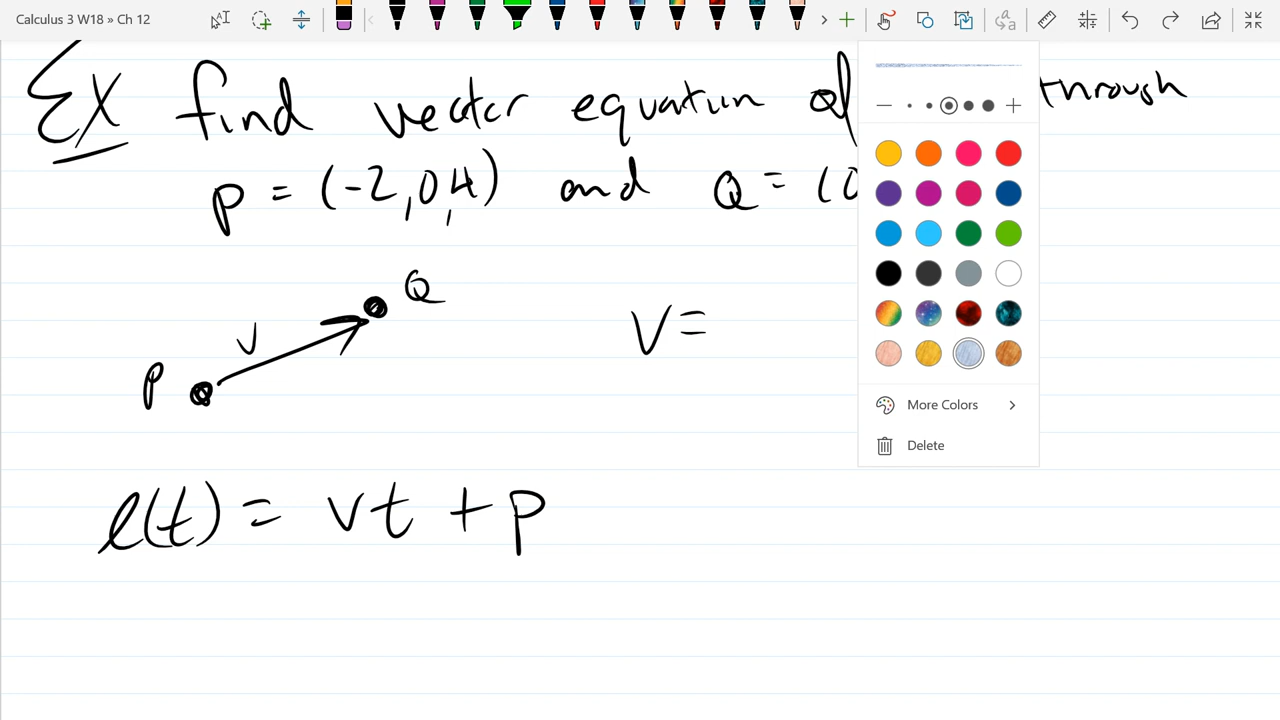 Calculus 3 W18 » Ch 12
EX find vector equation of through
P = (-2,0,4) and Q = (0
Q
V
P
V=
More Colors
Delete
l(t) = vt + p